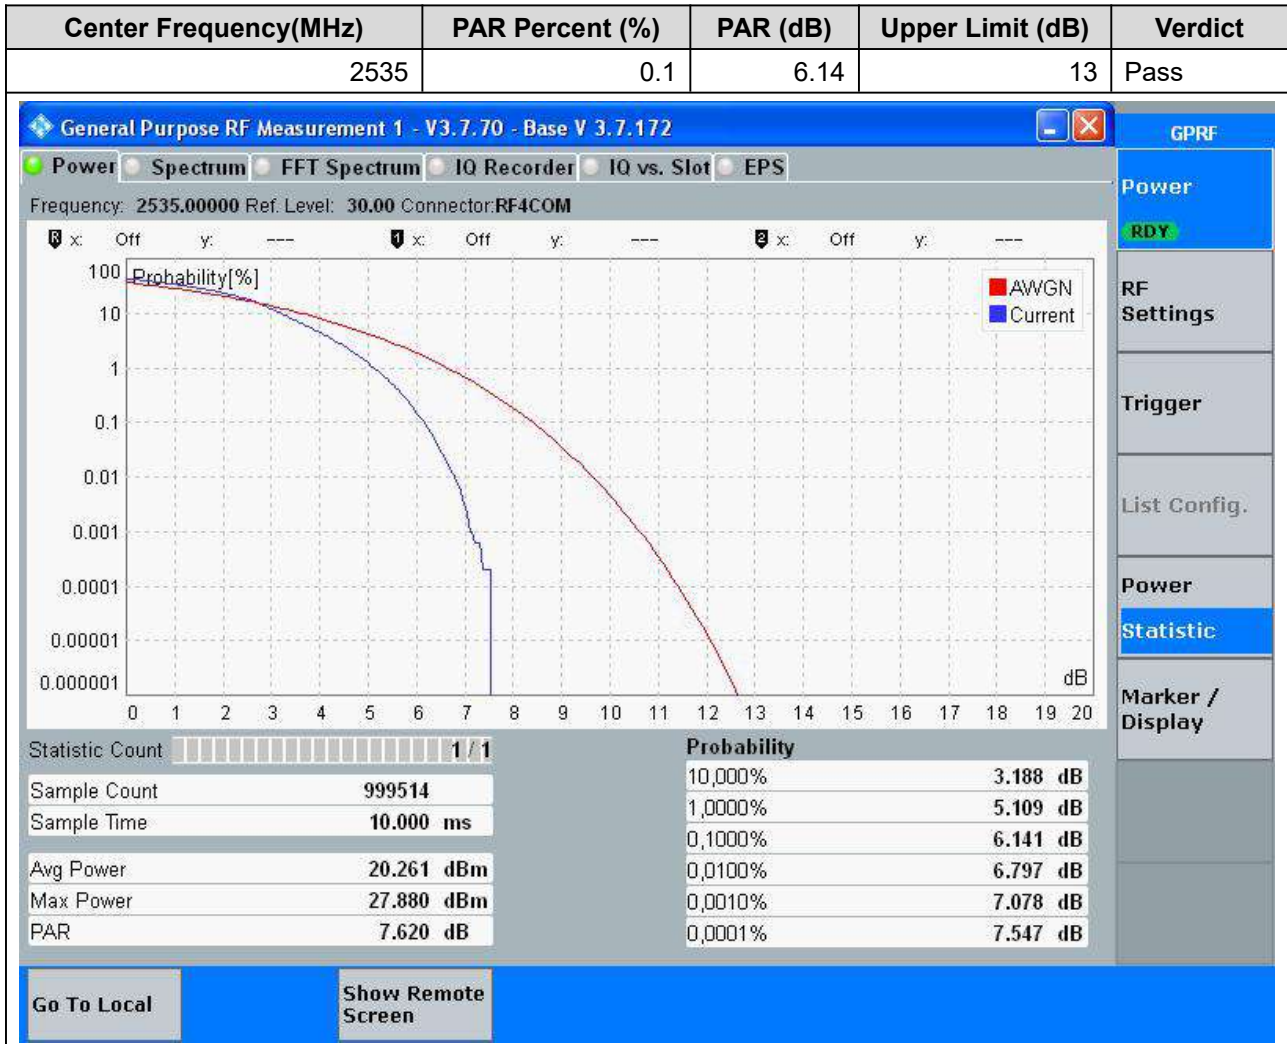 Center Frequency(MHz) PAR Percent (%) PAR (dB) Upper Limit (dB) Verdict
2535 0.1 6.14 13 Pass
General Purpose RF Measurement 1 - V3.7.70 - Base V 3.7.172
GPRF
Power Spectrum FFT Spectrum IQ Recorder IQ vs. Slot EPS
Power
RDY
Frequency: 2535.00000 Ref. Level: 30.00 Connector:RF4COM
R x: Off y: --- 1 x: Off y: --- 2 x: Off y: ---
100 Probability[%]
AWGN
Current
10
1
0.1
0.01
0.001
0.0001
0.00001
0.000001
dB
0 1 2 3 4 5 6 7 8 9 10 11 12 13 14 15 16 17 18 19 20
RF
Settings
Trigger
List Config.
Power
Statistic
Marker /
Display
Statistic Count 1 / 1
Sample Count 999514
Sample Time 10.000 ms
Avg Power 20.261 dBm
Max Power 27.880 dBm
PAR 7.620 dB
Probability
10,000% 3.188 dB
1,0000% 5.109 dB
0,1000% 6.141 dB
0,0100% 6.797 dB
0,0010% 7.078 dB
0,0001% 7.547 dB
Go To Local
Show Remote
Screen